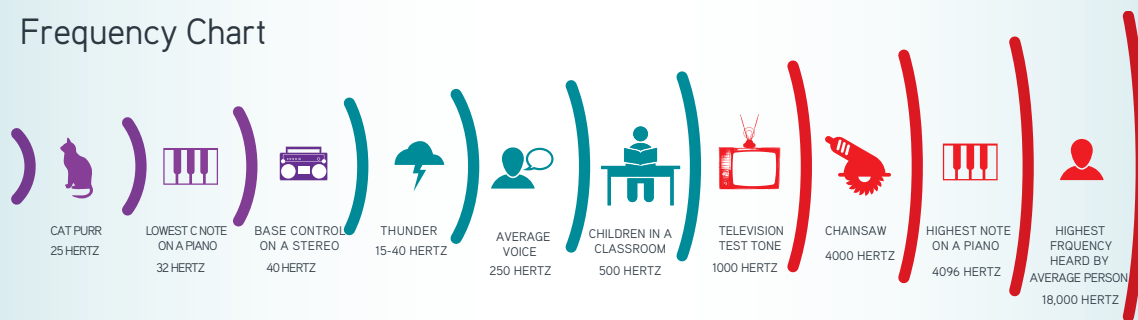 Frequency Chart
CAT PURR
25 HERTZ
LOWEST C NOTE
ON A PIANO
32 HERTZ
BASE CONTROL
ON A STEREO
40 HERTZ
THUNDER
15-40 HERTZ
AVERAGE
VOICE
250 HERTZ
CHILDREN IN A
CLASSROOM
500 HERTZ
TELEVISION
TEST TONE
1000 HERTZ
CHAINSAW
4000 HERTZ
HIGHEST NOTE
ON A PIANO
4096 HERTZ
HIGHEST
FRQUENCY
HEARD BY
AVERAGE PERSON
18,000 HERTZ